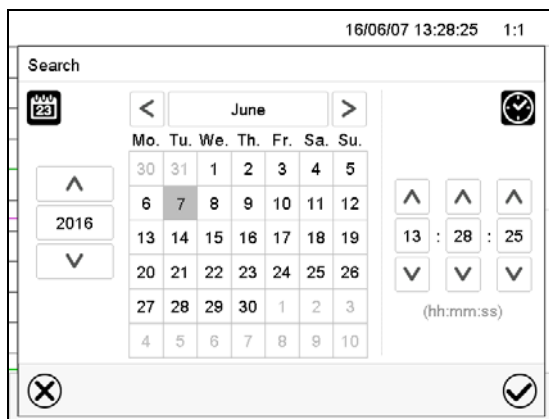 16/06/07 13:28:25 1:1
Search
23
< June >
Mo. Tu. We. Th. Fr. Sa. Su.
30 31 1 2 3 4 5
6 7 8 9 10 11 12
2016
13 14 15 16 17 18 19
13 : 28 : 25
20 21 22 23 24 25 26
27 28 29 30 1 2 3
(hh:mm:ss)
4 5 6 7 8 9 10